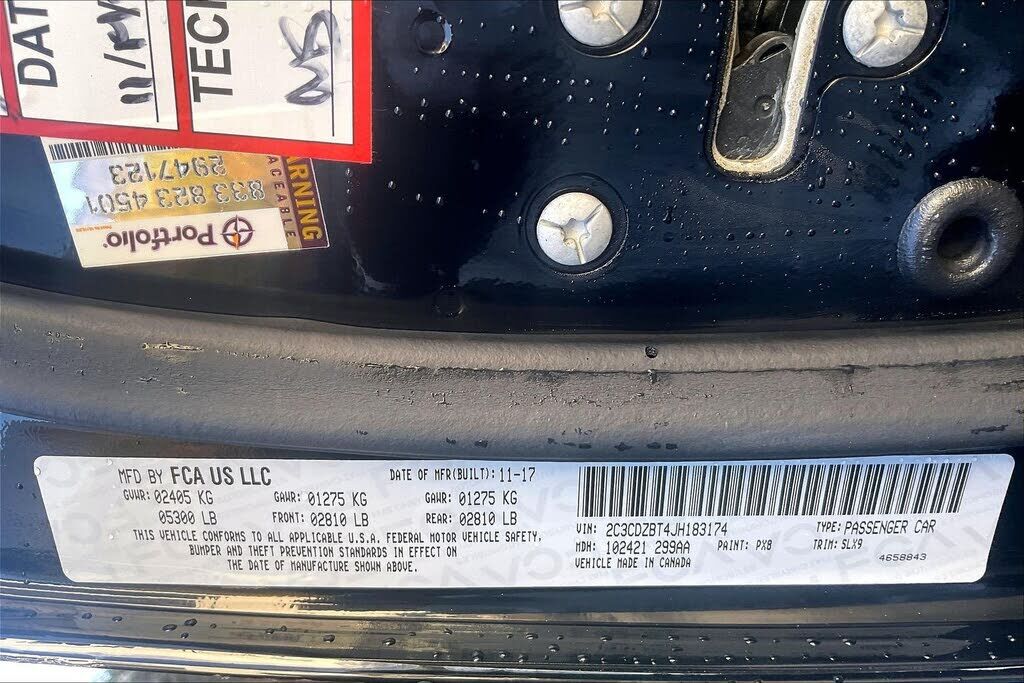 DAT
11/
TECH
WARNING
ACEABLE
Portfolio
833 823 4501
2947123
MFD BY FCA US LLC DATE OF MFR(BUILT): 11-17
GVWR: 02405 KG GAWR: 01275 KG GAWR: 01275 KG
05300 LB FRONT: 02810 LB REAR: 02810 LB
THIS VEHICLE CONFORMS TO ALL APPLICABLE U.S.A. FEDERAL MOTOR VEHICLE SAFETY,
BUMPER AND THEFT PREVENTION STANDARDS IN EFFECT ON
THE DATE OF MANUFACTURE SHOWN ABOVE.
VIN: 2C3CDZBT4JH183174 TYPE: PASSENGER CAR
MDH: 102421 299AA PAINT: PX8 TRIM: SLX9
VEHICLE MADE IN CANADA 4658843